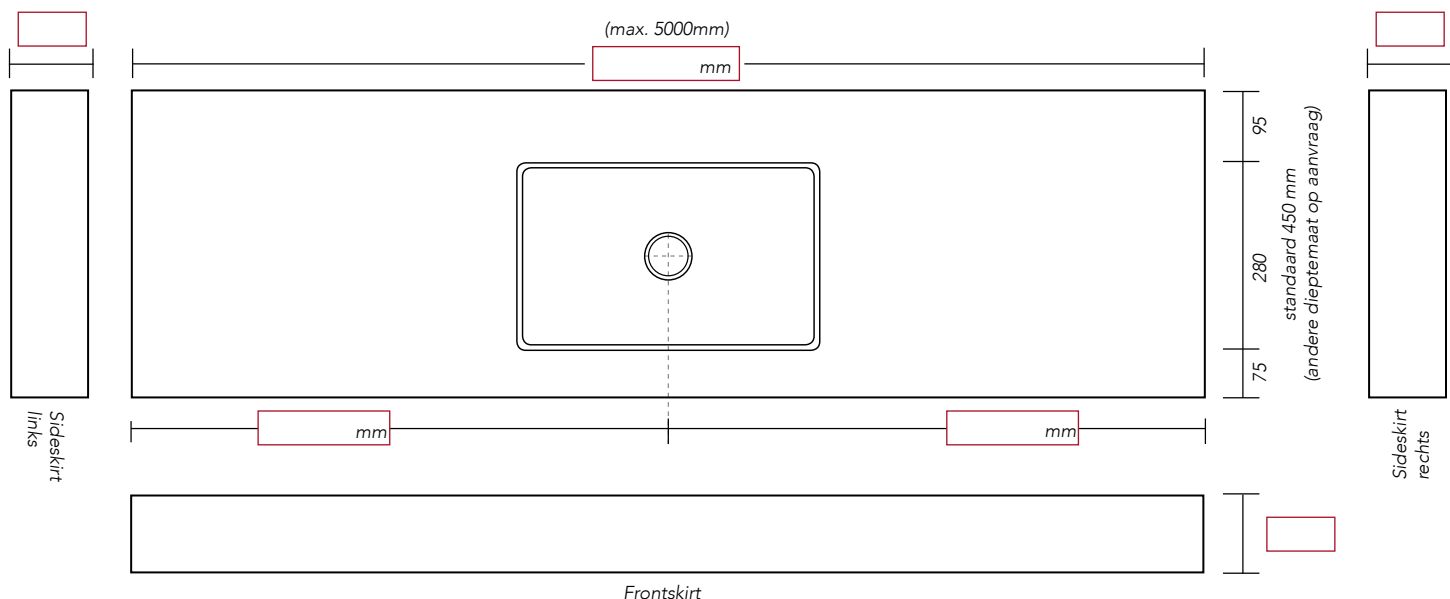 (max. 5000mm)
mm
95
280
75
standaard 450 mm
(andere dieptemaat op aanvraag)
Sideskirt
links
mm
mm
Sideskirt
rechts
Frontskirt